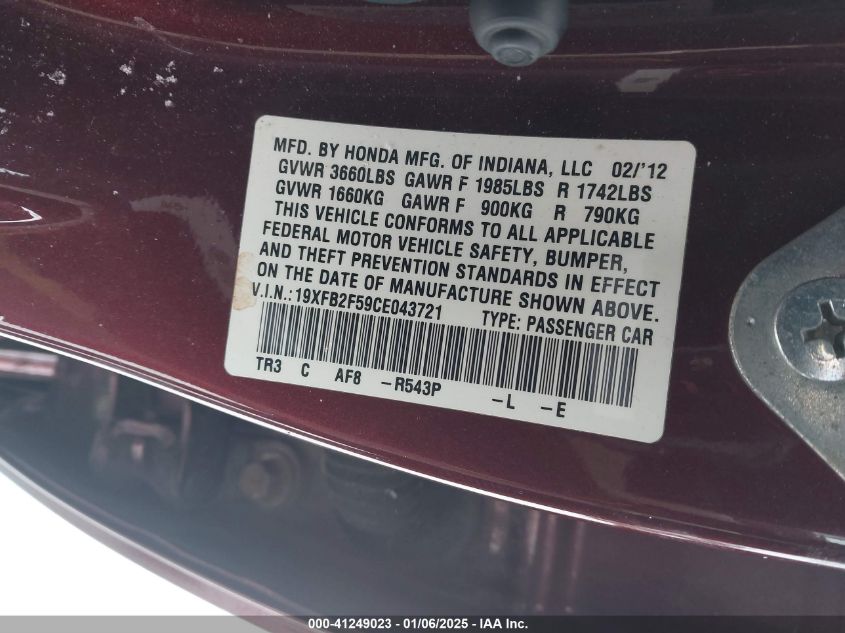 MFD. BY HONDA MFG. OF INDIANA, LLC 02/'12
GVWR 3660LBS GAWR F 1985LBS R 1742LBS
GVWR 1660KG GAWR F 900KG R 790KG
THIS VEHICLE CONFORMS TO ALL APPLICABLE
FEDERAL MOTOR VEHICLE SAFETY, BUMPER,
AND THEFT PREVENTION STANDARDS IN EFFECT
ON THE DATE OF MANUFACTURE SHOWN ABOVE.
V.I.N.:19XFB2F59CE043721 TYPE: PASSENGER CAR
TR3 C AF8 -R543P -L -E
000-41249023 - 01/06/2025 - IAA Inc.